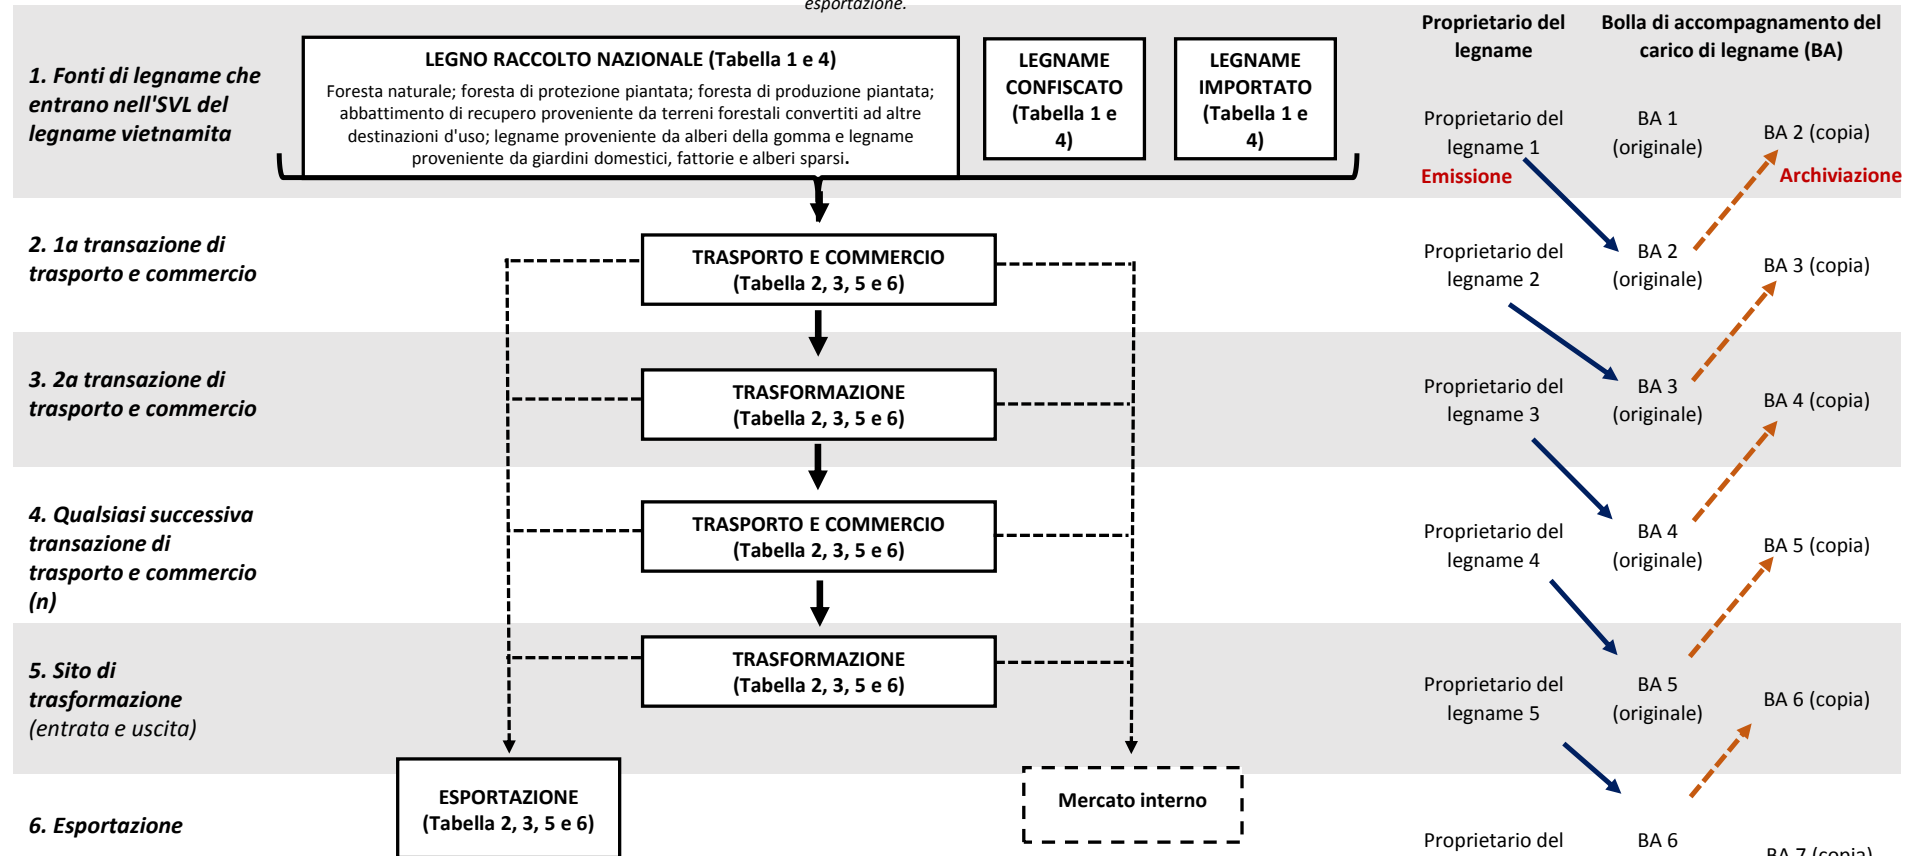 esportazione.
Proprietario del
legname
Bolla di accompagnamento del
carico di legname (BA)
1. Fonti di legname che
entrano nell'SVL del
legname vietnamita
LEGNO RACCOLTO NAZIONALE (Tabella 1 e 4)
Foresta naturale; foresta di protezione piantata; foresta di produzione piantata;
abbattimento di recupero proveniente da terreni forestali convertiti ad altre
destinazioni d'uso; legname proveniente da alberi della gomma e legname
proveniente da giardini domestici, fattorie e alberi sparsi.
LEGNAME
CONFISCATO
(Tabella 1 e
4)
LEGNAME
IMPORTATO
(Tabella 1 e
4)
Proprietario del
legname 1
Emissione
BA 1
(originale)
BA 2 (copia)
Archiviazione
2. 1a transazione di
trasporto e commercio
TRASPORTO E COMMERCIO
(Tabella 2, 3, 5 e 6)
Proprietario del
legname 2
BA 2
(originale)
BA 3 (copia)
3. 2a transazione di
trasporto e commercio
TRASFORMAZIONE
(Tabella 2, 3, 5 e 6)
Proprietario del
legname 3
BA 3
(originale)
BA 4 (copia)
4. Qualsiasi successiva
transazione di
trasporto e commercio
(n)
TRASPORTO E COMMERCIO
(Tabella 2, 3, 5 e 6)
Proprietario del
legname 4
BA 4
(originale)
BA 5 (copia)
5. Sito di
trasformazione
(entrata e uscita)
TRASFORMAZIONE
(Tabella 2, 3, 5 e 6)
Proprietario del
legname 5
BA 5
(originale)
BA 6 (copia)
6. Esportazione
ESPORTAZIONE
(Tabella 2, 3, 5 e 6)
Mercato interno
Proprietario del
BA 6
BA 7 (copia)